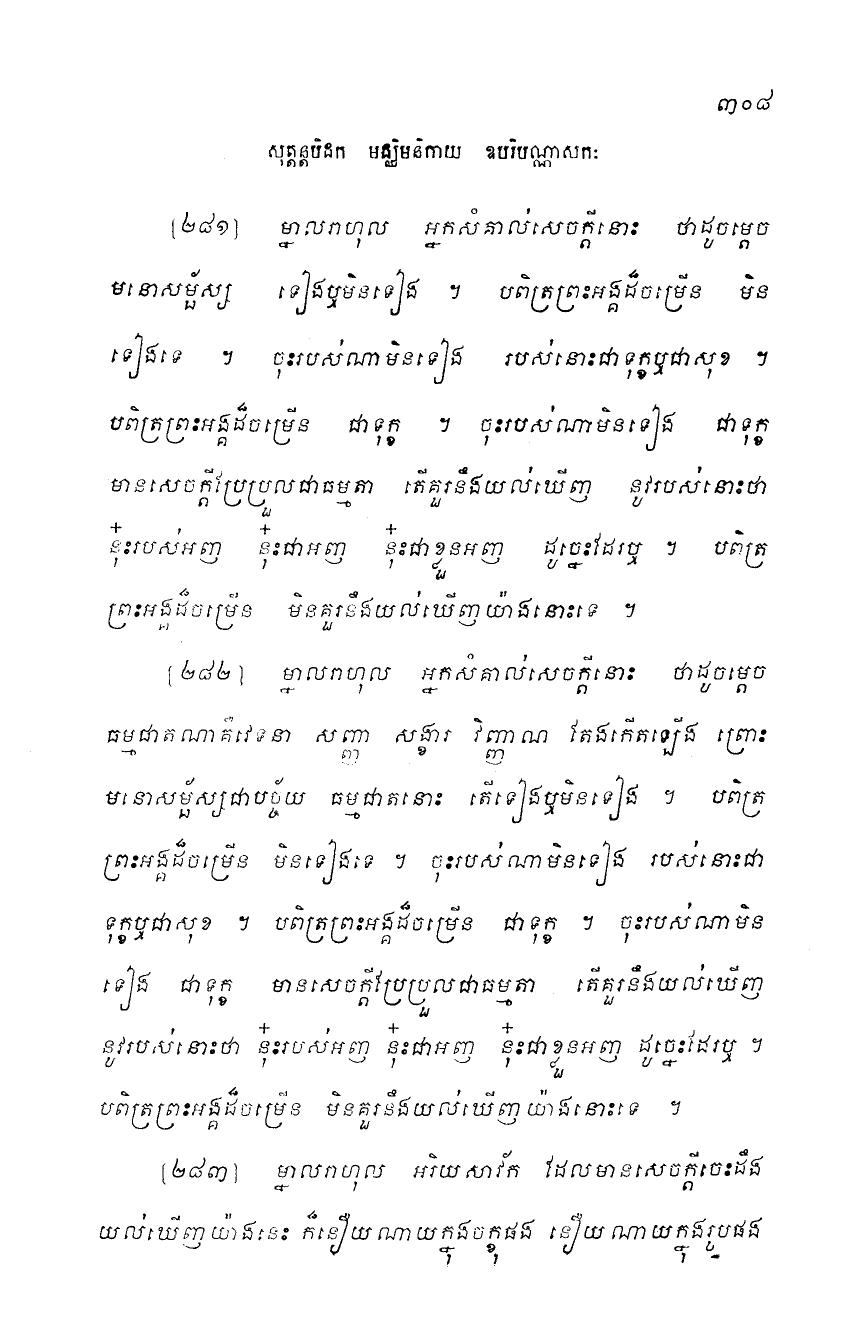 ៣០៨
សុត្តន្តបិដក មជ្ឈិមនិកាយ ឧបរិបណ្ណាសកៈ
[២៨១] ម្នាលរាហុល អ្នកសំគាល់សេចក្តីនោះ ថាដូចម្តេច
មនោសម្ផ័ស្ស ទៀងឬមិនទៀង ។ បពិត្រព្រះអង្គដ៏ចម្រើន មិន
ទៀងទេ ។ ចុះរបស់ណាមិនទៀង របស់នោះជាទុក្ខឬជាសុខ ។
បពិត្រព្រះអង្គដ៏ចម្រើន ជាទុក្ខ ។ ចុះរបស់ណាមិនទៀង ជាទុក្ខ
មានសេចក្តីប្រែប្រួលជាធម្មតា តើគួរនឹងយល់ឃើញ នូវរបស់នោះថា
នុ៎ះរបស់អញ នុ៎ះជាអញ នុ៎ះជាខ្លួនអញ ដូច្នេះដែរឬ ។ បពិត្រ
ព្រះអង្គដ៏ចម្រើន មិនគួរនឹងយល់ឃើញយ៉ាងនោះទេ ។
[២៨២] ម្នាលរាហុល អ្នកសំគាល់សេចក្តីនោះ ថាដូចម្តេច
ធម្មជាតណាគឺវេទនា សញ្ញា សង្ខារ វិញ្ញាណ តែងកើតឡើង ព្រោះ
មនោសម្ផ័ស្សជាបច្ច័យ ធម្មជាតនោះ តើទៀងឬមិនទៀង ។ បពិត្រ
ព្រះអង្គដ៏ចម្រើន មិនទៀងទេ ។ ចុះរបស់ណាមិនទៀង របស់នោះជា
ទុក្ខឬជាសុខ ។ បពិត្រព្រះអង្គដ៏ចម្រើន ជាទុក្ខ ។ ចុះរបស់ណាមិន
ទៀង ជាទុក្ខ មានសេចក្តីប្រែប្រួលជាធម្មតា តើគួរនឹងយល់ឃើញ
នូវរបស់នោះថា នុ៎ះរបស់អញ នុ៎ះជាអញ នុ៎ះជាខ្លួនអញ ដូច្នេះដែរឬ ។
បពិត្រព្រះអង្គដ៏ចម្រើន មិនគួរនឹងយល់ឃើញយ៉ាងនោះទេ ។
[២៨៣] ម្នាលរាហុល អរិយសាវ័ក ដែលមានសេចក្តីចេះដឹង
យល់ឃើញយ៉ាងនេះ ក៏នឿយណាយក្នុងចក្ខុផង នឿយណាយក្នុងរូបផង